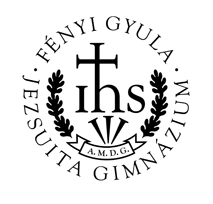 FÉNYI GYULA
JEZSUITA GIMNÁZIUM
ihs
A. M. D. G.